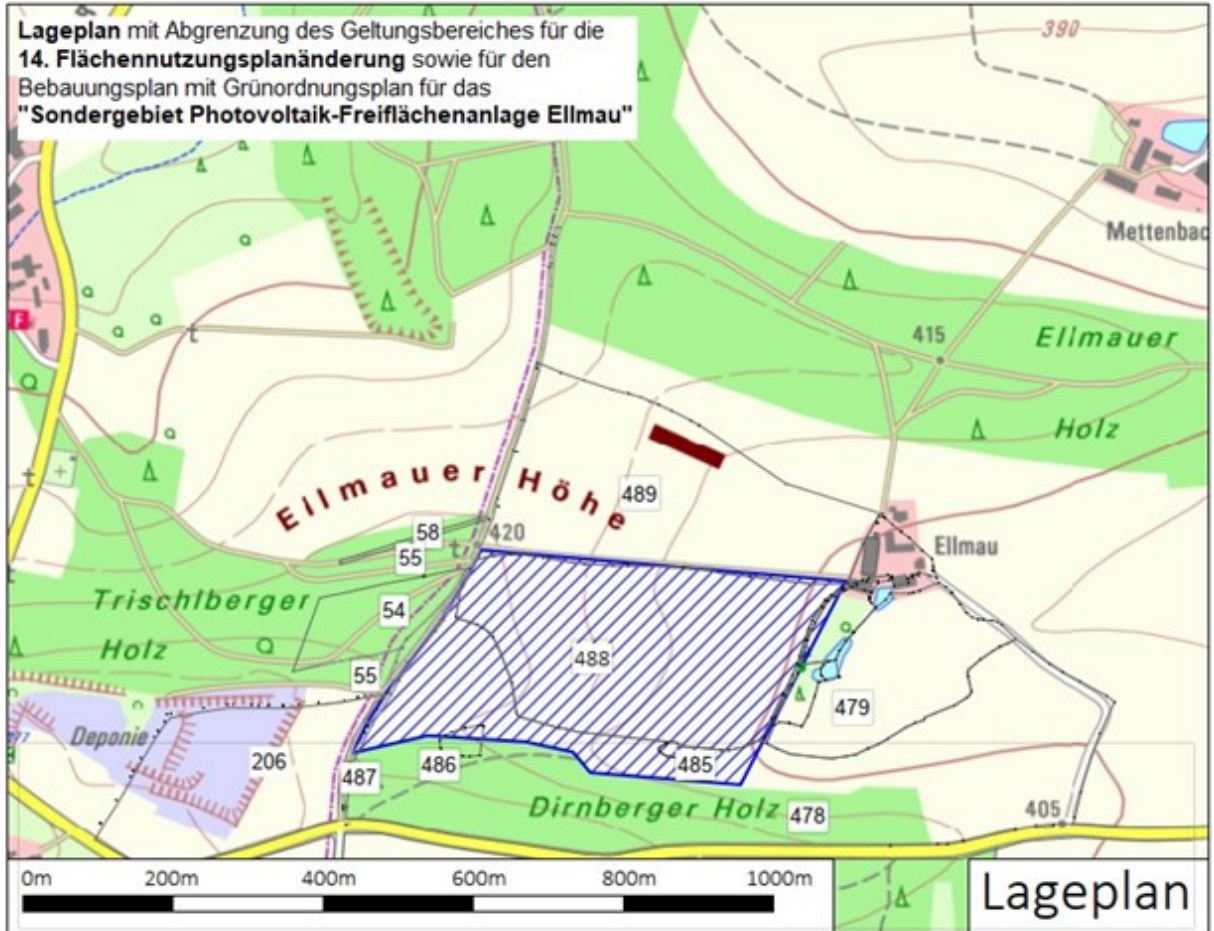 Lageplan mit Abgrenzung des Geltungsbereiches für die
14. Flächennutzungsplanänderung sowie für den
Bebauungsplan mit Grünordnungsplan für das
"Sondergebiet Photovoltaik-Freiflächenanlage Ellmau"
390
Mettenbac
F
415
Ellmauer
Holz
Ellmauer Höhe
489
58
420
55
Ellmau
Trischlberger
Holz
54
488
55
479
Deponie
206
487
486
485
Dirnberger Holz
478
405
0m 200m 400m 600m 800m 1000m
Lageplan